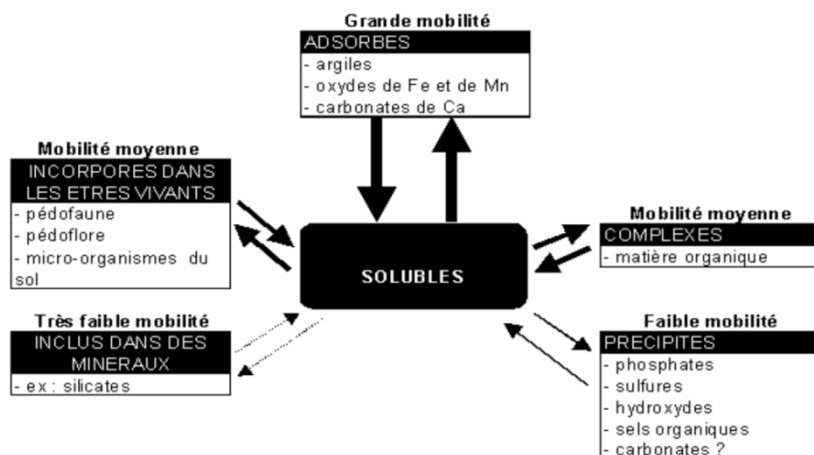 Grande mobilité
ADSORBES
- argiles
- oxydes de Fe et de Mn
- carbonates de Ca
Mobilité moyenne
INCORPORES DANS
LES ETRES VIVANTS
- pédofaune
- pédoflore
- micro-organismes du
sol
Mobilité moyenne
COMPLEXES
- matière organique
SOLUBLES
Très faible mobilité
INCLUS DANS DES
MINERAUX
- ex : silicates
Faible mobilité
PRECIPITES
- phosphates
- sulfures
- hydroxydes
- sels organiques
- carbonates ?